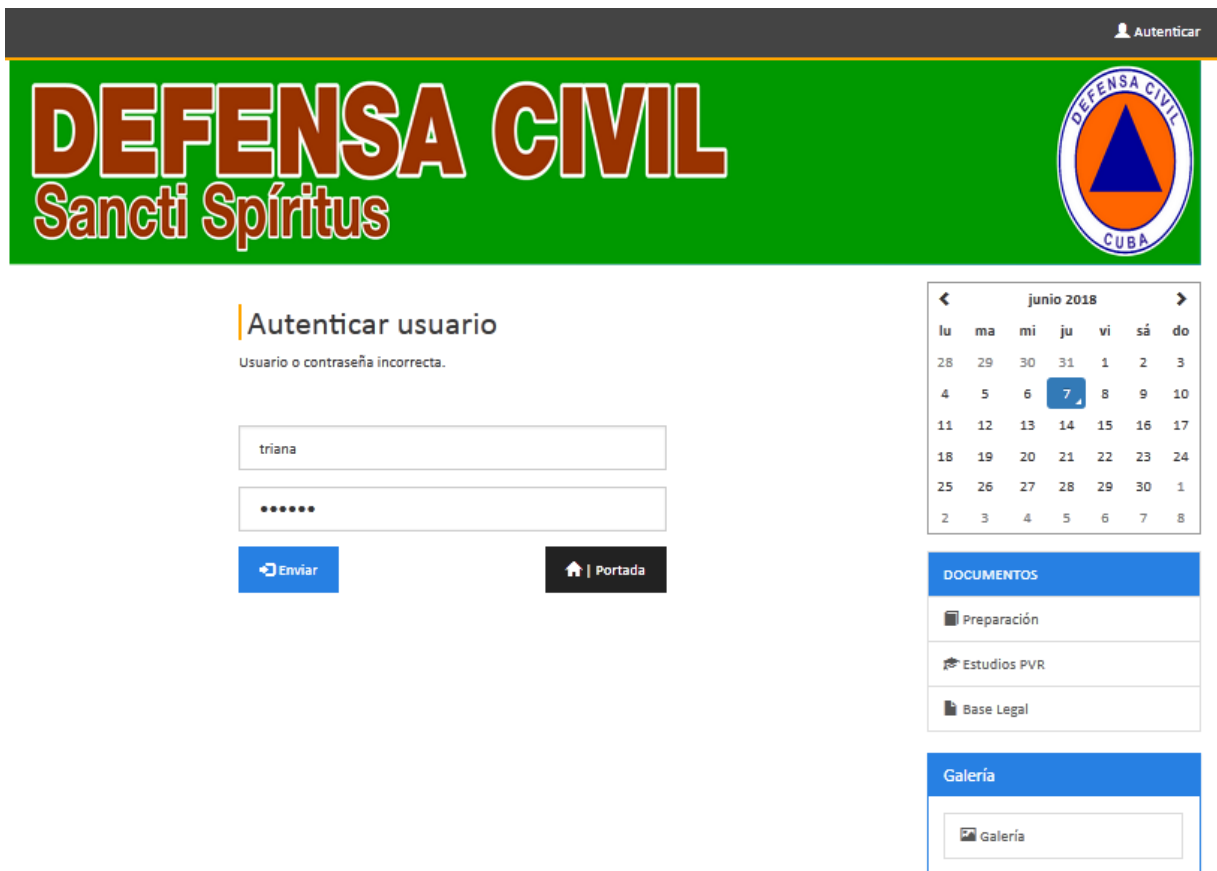 Autenticar
DEFENSA CIVIL
Sancti Spíritus
DEFENSA CIVIL
CUBA
Autenticar usuario
Usuario o contraseña incorrecta.
triana
••••••
Enviar
| Portada
junio 2018
lu ma mi ju vi sá do
28 29 30 31 1 2 3
4 5 6 7 8 9 10
11 12 13 14 15 16 17
18 19 20 21 22 23 24
25 26 27 28 29 30 1
2 3 4 5 6 7 8
DOCUMENTOS
Preparación
Estudios PVR
Base Legal
Galería
Galería